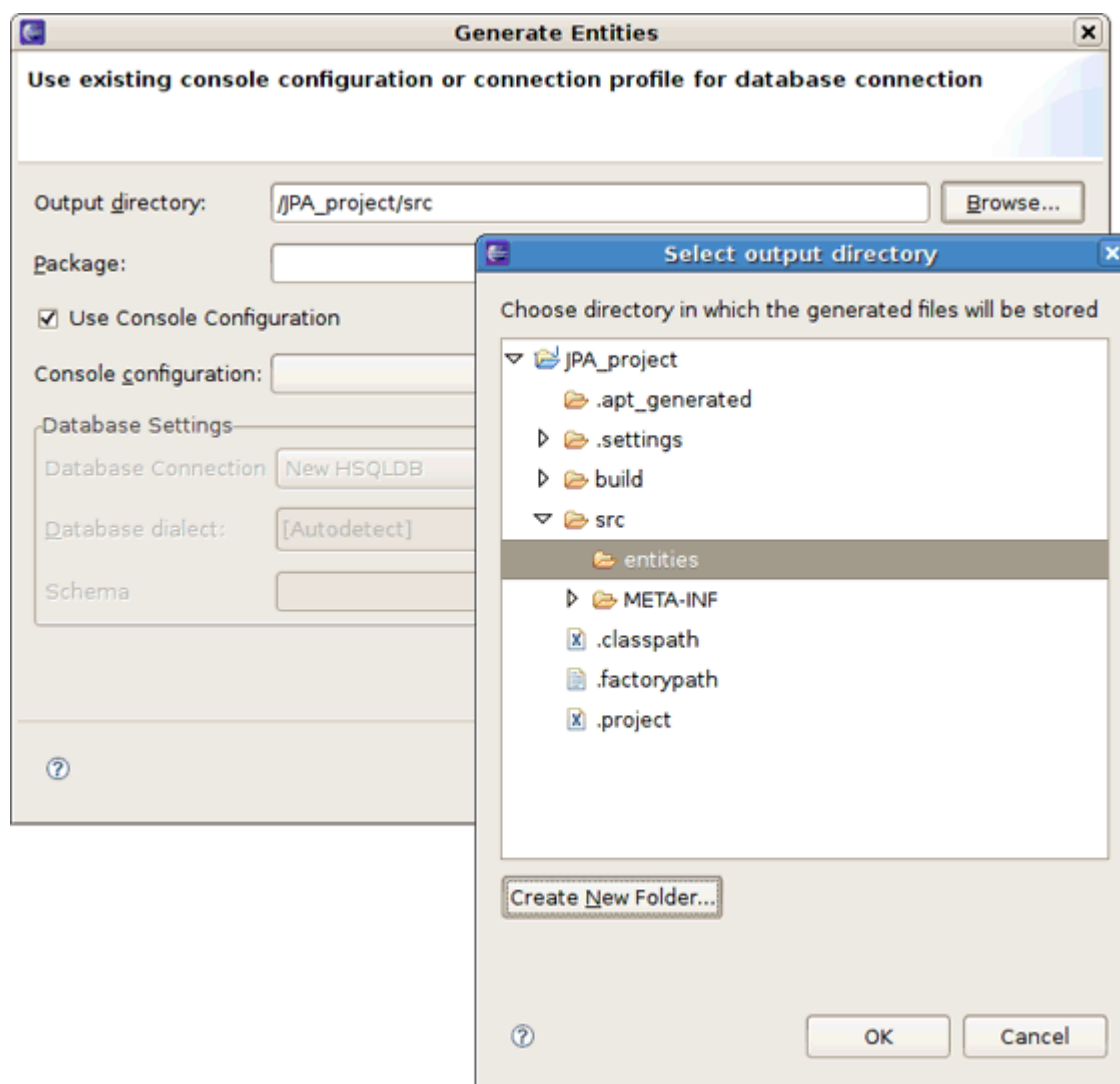 Generate Entities
Use existing console configuration or connection profile for database connection
Output directory: /JPA_project/src Browse...
Package:
Use Console Configuration
Console configuration:
Database Settings
Database Connection New HSQLDB
Database dialect: [Autodetect]
Schema
Select output directory
Choose directory in which the generated files will be stored
JPA_project
.apt_generated
.settings
build
src
entities
META-INF
.classpath
.factorypath
.project
Create New Folder...
OK Cancel